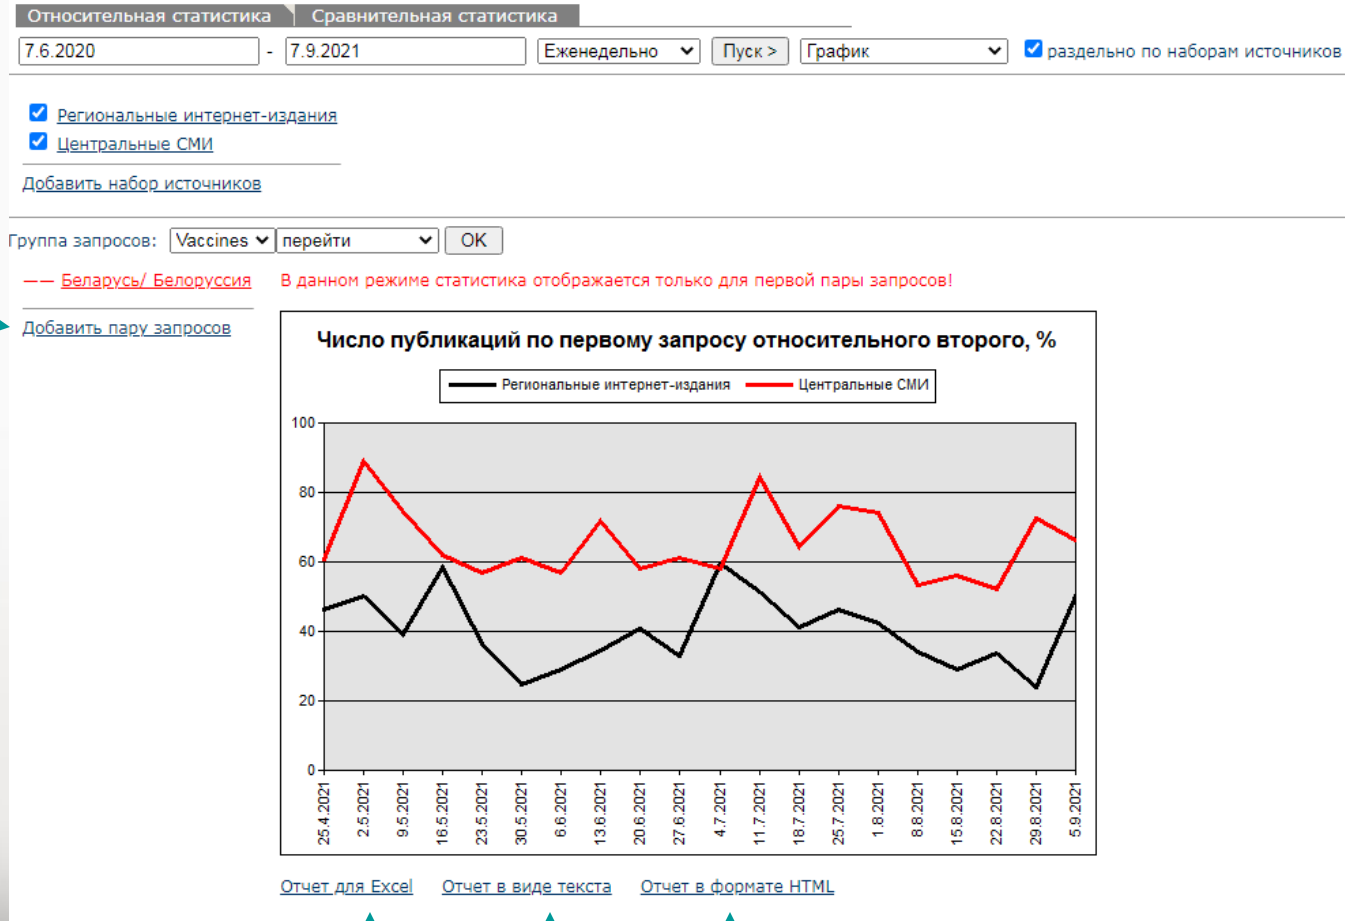 Относительная статистика Сравнительная статистика
7.6.2020 - 7.9.2021 Еженедельно Пуск > График раздельно по наборам источников
Региональные интернет-издания
Центральные СМИ
Добавить набор источников
Группа запросов: Vaccines перейти OK
—— Беларусь/ Белоруссия В данном режиме статистика отображается только для первой пары запросов!
Добавить пару запросов
Число публикаций по первому запросу относительного второго, %
Региональные интернет-издания Центральные СМИ
100
80
60
40
20
0
25.4.2021 2.5.2021 9.5.2021 16.5.2021 23.5.2021 30.5.2021 6.6.2021 13.6.2021 20.6.2021 27.6.2021 4.7.2021 11.7.2021 18.7.2021 25.7.2021 1.8.2021 8.8.2021 15.8.2021 22.8.2021 29.8.2021 5.9.2021
Отчет для Excel Отчет в виде текста Отчет в формате HTML